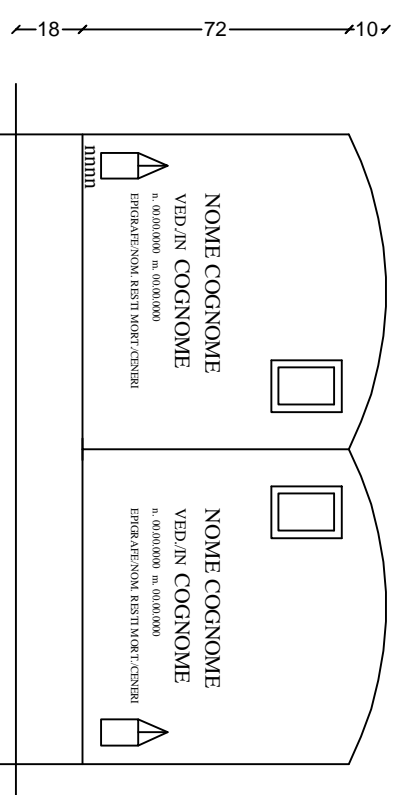 18 72 10
NOME COGNOME
VED./IN COGNOME
n. 00.00.0000 m. 00.00.0000
EPIGRAFE/NOM. RESTI MORT./CENERI
nnnn
NOME COGNOME
VED./IN COGNOME
n. 00.00.0000 m. 00.00.0000
EPIGRAFE/NOM. RESTI MORT./CENERI